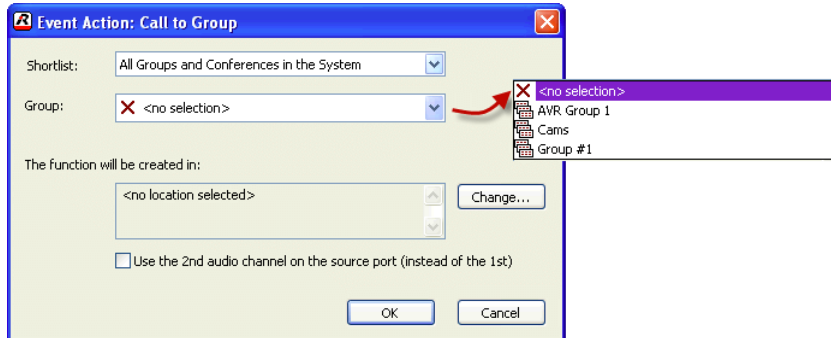 Event Action: Call to Group
Shortlist: All Groups and Conferences in the System
Group: <no selection>
<no selection>
AVR Group 1
Cams
Group #1
The function will be created in:
<no location selected>
Change...
Use the 2nd audio channel on the source port (instead of the 1st)
OK Cancel